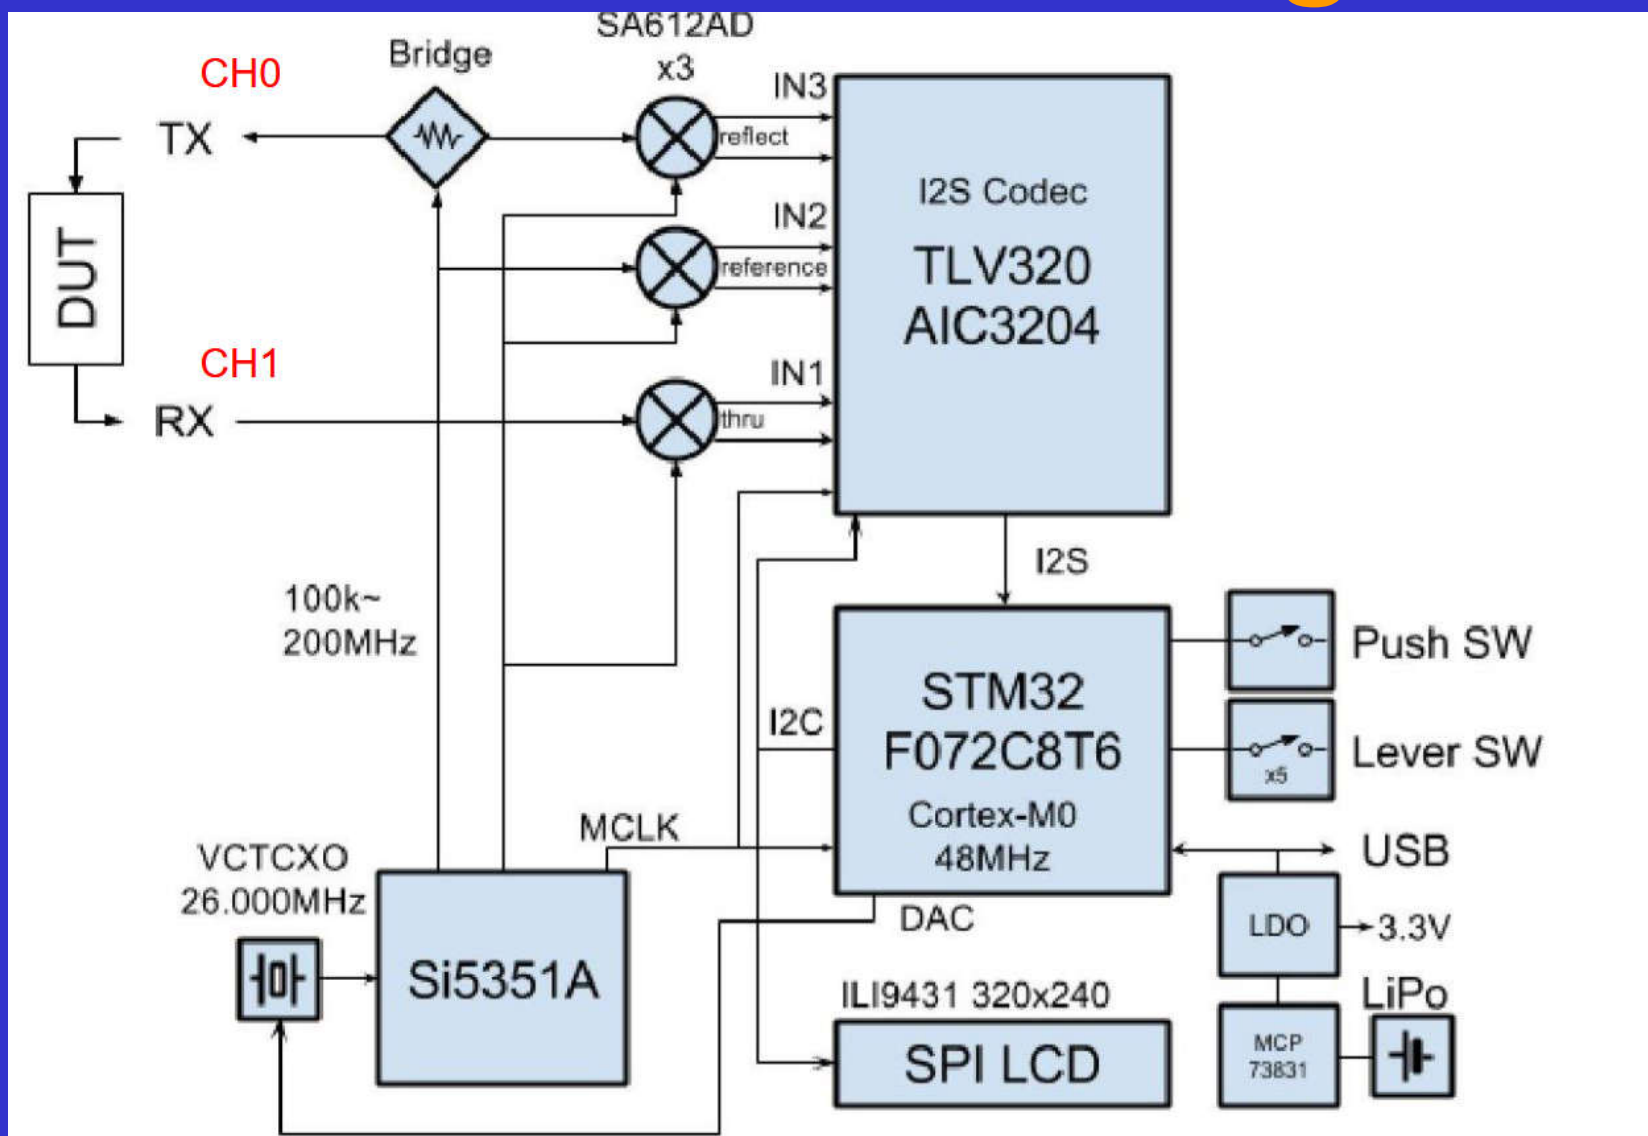 SA612AD
x3
Bridge
CH0
TX
IN3
reflect
I2S Codec
TLV320
AIC3204
IN2
reference
DUT
CH1
RX
IN1
thru
I2S
100k~
200MHz
Push SW
STM32
F072C8T6
Cortex-M0
48MHz
I2C
Lever SW
x5
MCLK
VCTCXO
26.000MHz
USB
DAC
LDO
3.3V
Si5351A
ILI9431 320x240
LiPo
SPI LCD
MCP
73831